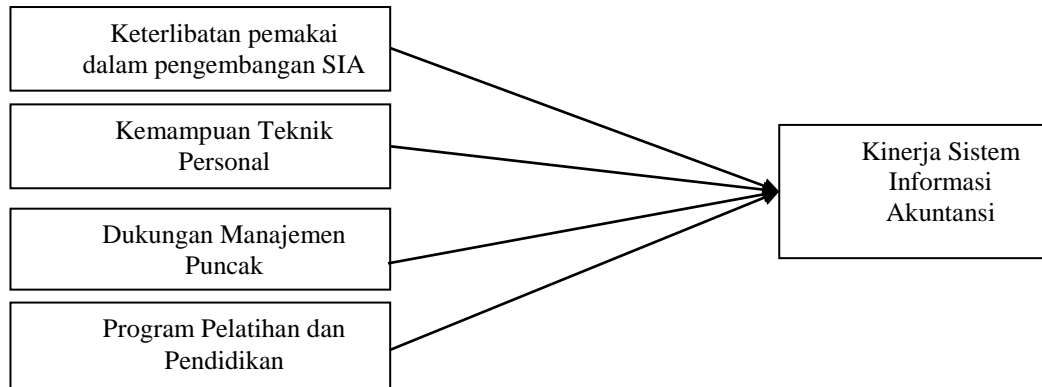 Keterlibatan pemakai
dalam pengembangan SIA
Kemampuan Teknik
Personal
Dukungan Manajemen
Puncak
Program Pelatihan dan
Pendidikan
Kinerja Sistem
Informasi
Akuntansi